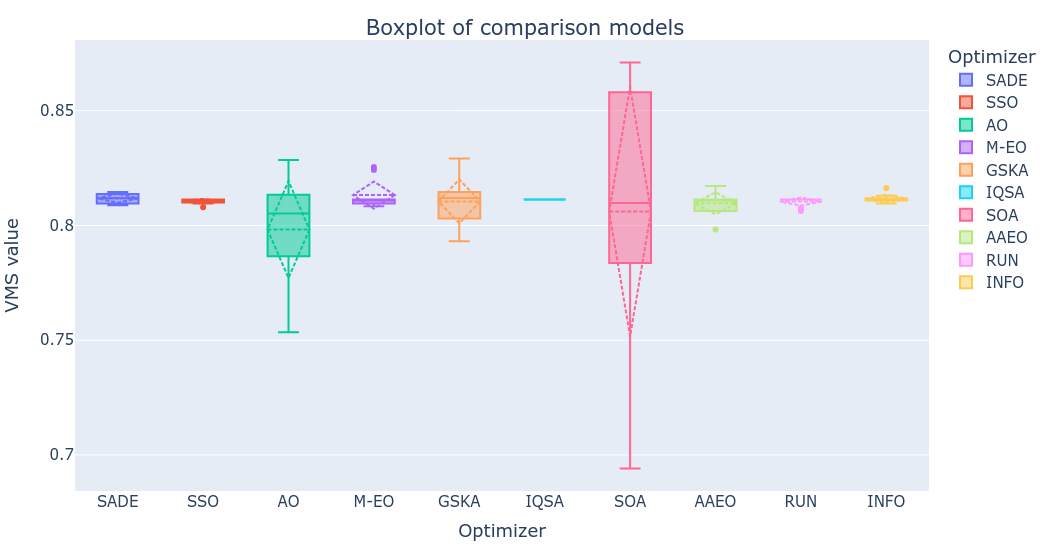 Boxplot of comparison models
VMS value
0.85
0.8
0.75
0.7
SADE SSO AO M-EO GSKA IQSA SOA AAEO RUN INFO
Optimizer
Optimizer
SADE
SSO
AO
M-EO
GSKA
IQSA
SOA
AAEO
RUN
INFO